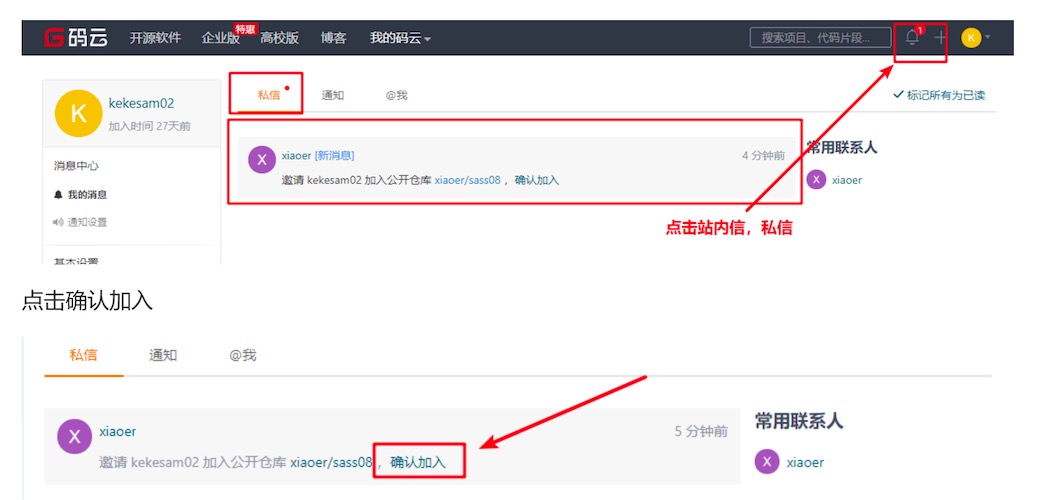 G 码云 开源软件 企业版 特惠 高校版 博客 我的码云 搜索项目、代码片段... 1 K
K kekesam02
加入时间 27天前
私信 通知 @我 标记所有为已读
消息中心
我的消息
通知设置
基本设置
X xiaoer [新消息] 4 分钟前
邀请 kekesam02 加入公开仓库 xiaoer/sass08 ，确认加入
常用联系人
X xiaoer
点击站内信，私信
点击确认加入
私信 通知 @我
X xiaoer 5 分钟前
邀请 kekesam02 加入公开仓库 xiaoer/sass08 ，确认加入
常用联系人
X xiaoer